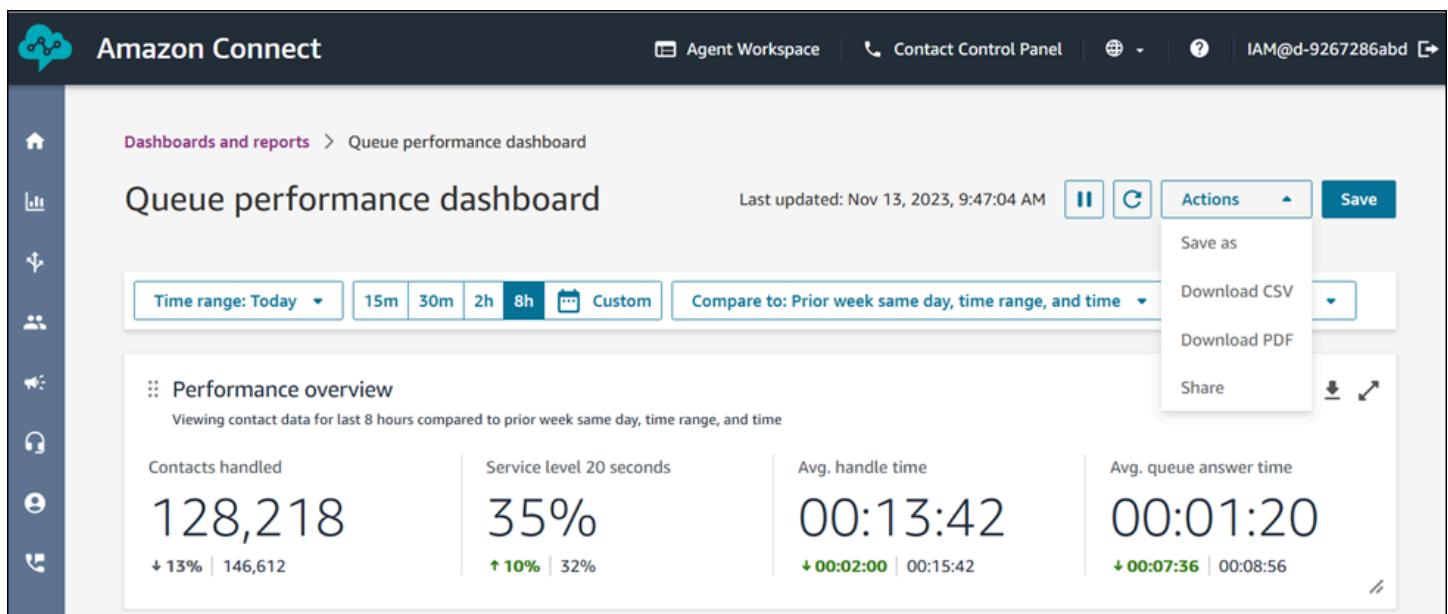 Amazon Connect
Agent Workspace
Contact Control Panel
IAM@d-9267286abd
Dashboards and reports > Queue performance dashboard
Queue performance dashboard
Last updated: Nov 13, 2023, 9:47:04 AM
Actions
Save
Save as
Download CSV
Download PDF
Share
Time range: Today
15m 30m 2h 8h Custom
Compare to: Prior week same day, time range, and time
Performance overview
Viewing contact data for last 8 hours compared to prior week same day, time range, and time
Contacts handled
128,218
↓ 13% | 146,612
Service level 20 seconds
35%
↑ 10% | 32%
Avg. handle time
00:13:42
↓ 00:02:00 | 00:15:42
Avg. queue answer time
00:01:20
↓ 00:07:36 | 00:08:56